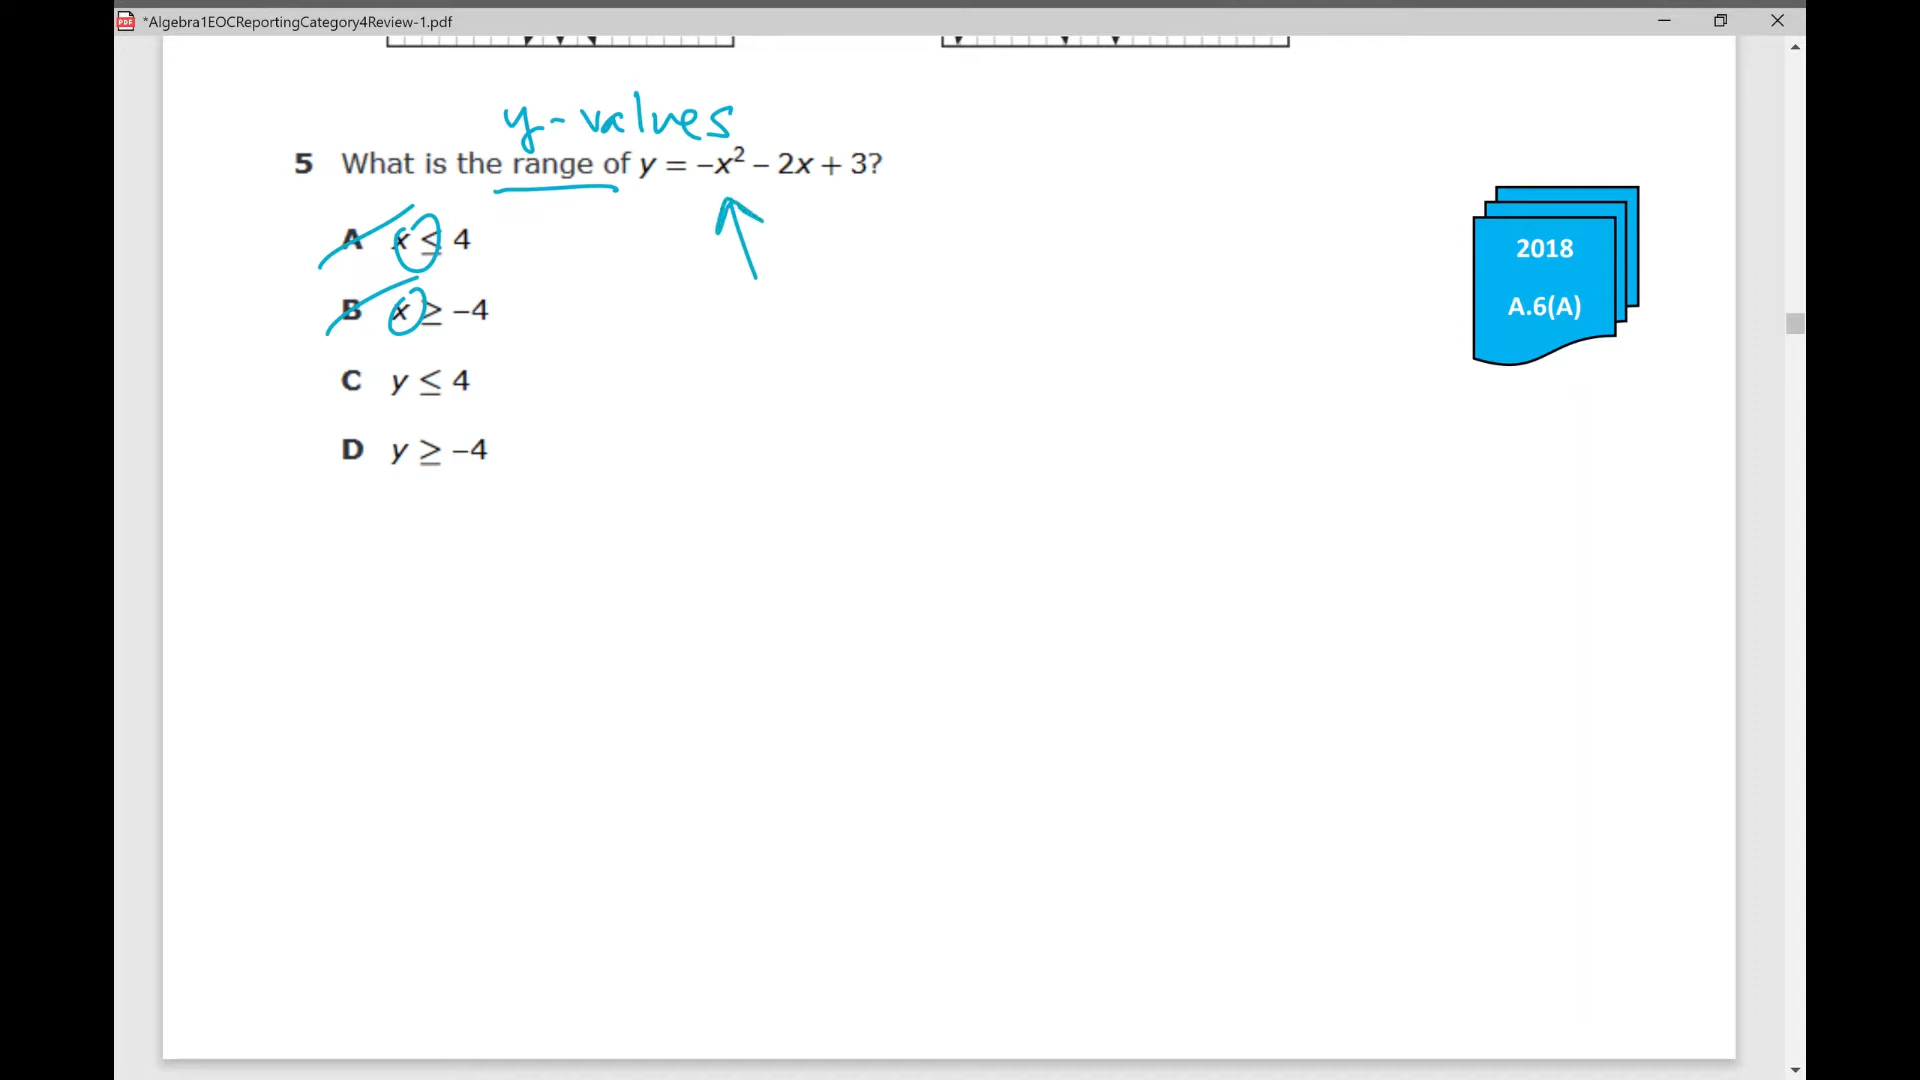 *Algebra1EOCReportingCategory4Review-1.pdf
y-values
5 What is the range of y = –x² – 2x + 3?
A x ≤ 4
B x ≥ –4
C y ≤ 4
D y ≥ –4
2018
A.6(A)